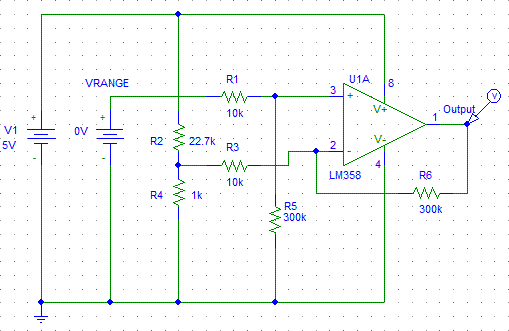 VRANGE
R1
U1A
8
3
+
V+
Output
V
10k
1
+
+
V1
0V
R2
22.7k
R3
2
-
V-
5V
-
-
4
10k
LM358
R4
1k
R6
R5
300k
300k